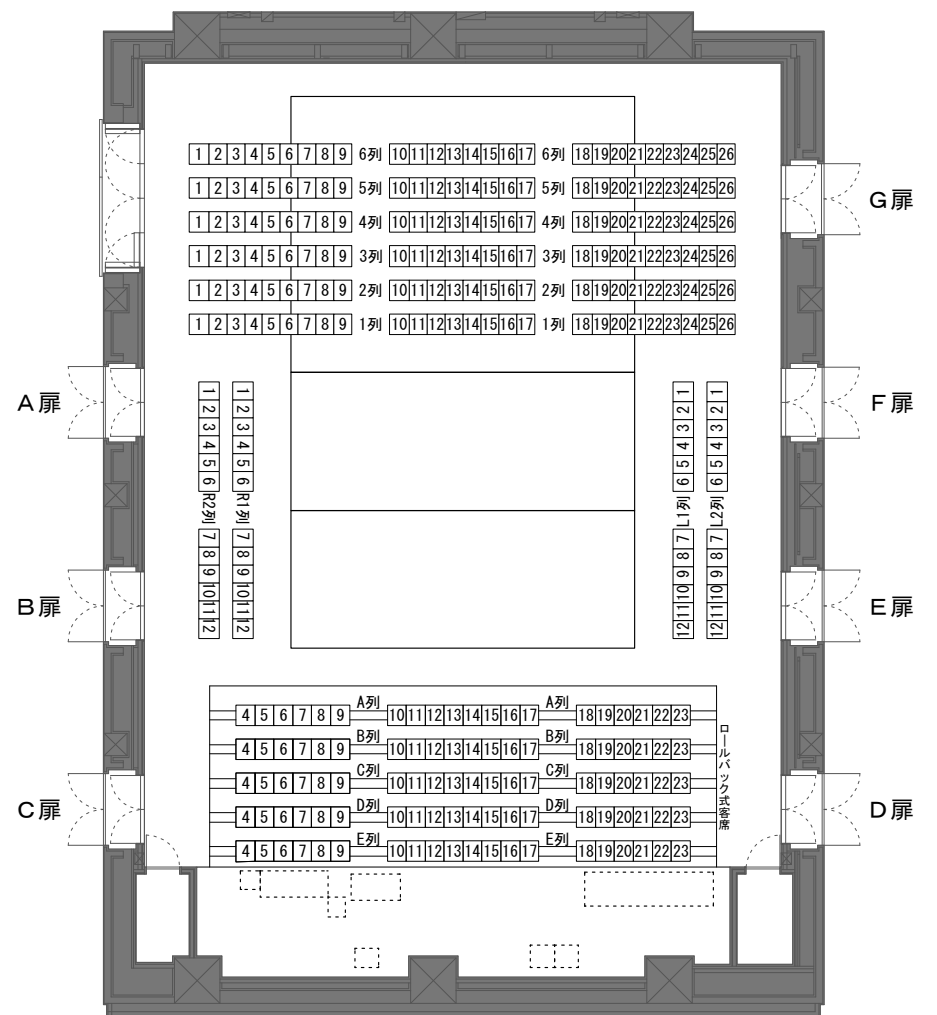 1 2 3 4 5 6 7 8 9 6列 10 11 12 13 14 15 16 17 6列 18 19 20 21 22 23 24 25 26
1 2 3 4 5 6 7 8 9 5列 10 11 12 13 14 15 16 17 5列 18 19 20 21 22 23 24 25 26
G扉
1 2 3 4 5 6 7 8 9 4列 10 11 12 13 14 15 16 17 4列 18 19 20 21 22 23 24 25 26
1 2 3 4 5 6 7 8 9 3列 10 11 12 13 14 15 16 17 3列 18 19 20 21 22 23 24 25 26
1 2 3 4 5 6 7 8 9 2列 10 11 12 13 14 15 16 17 2列 18 19 20 21 22 23 24 25 26
1 2 3 4 5 6 7 8 9 1列 10 11 12 13 14 15 16 17 1列 18 19 20 21 22 23 24 25 26
A扉
F扉
1 2 3 4 5 6 R2列 7 8 9 10 11 12
1 2 3 4 5 6 R1列 7 8 9 10 11 12
12 11 10 9 8 7 L1列 6 5 4 3 2 1
12 11 10 9 8 7 L2列 6 5 4 3 2 1
B扉
E扉
A列 A列
4 5 6 7 8 9 10 11 12 13 14 15 16 17 18 19 20 21 22 23
B列 B列
4 5 6 7 8 9 10 11 12 13 14 15 16 17 18 19 20 21 22 23
C列 C列
4 5 6 7 8 9 10 11 12 13 14 15 16 17 18 19 20 21 22 23
D列 D列
4 5 6 7 8 9 10 11 12 13 14 15 16 17 18 19 20 21 22 23
E列 E列
4 5 6 7 8 9 10 11 12 13 14 15 16 17 18 19 20 21 22 23
ロールバック式客席
C扉
D扉